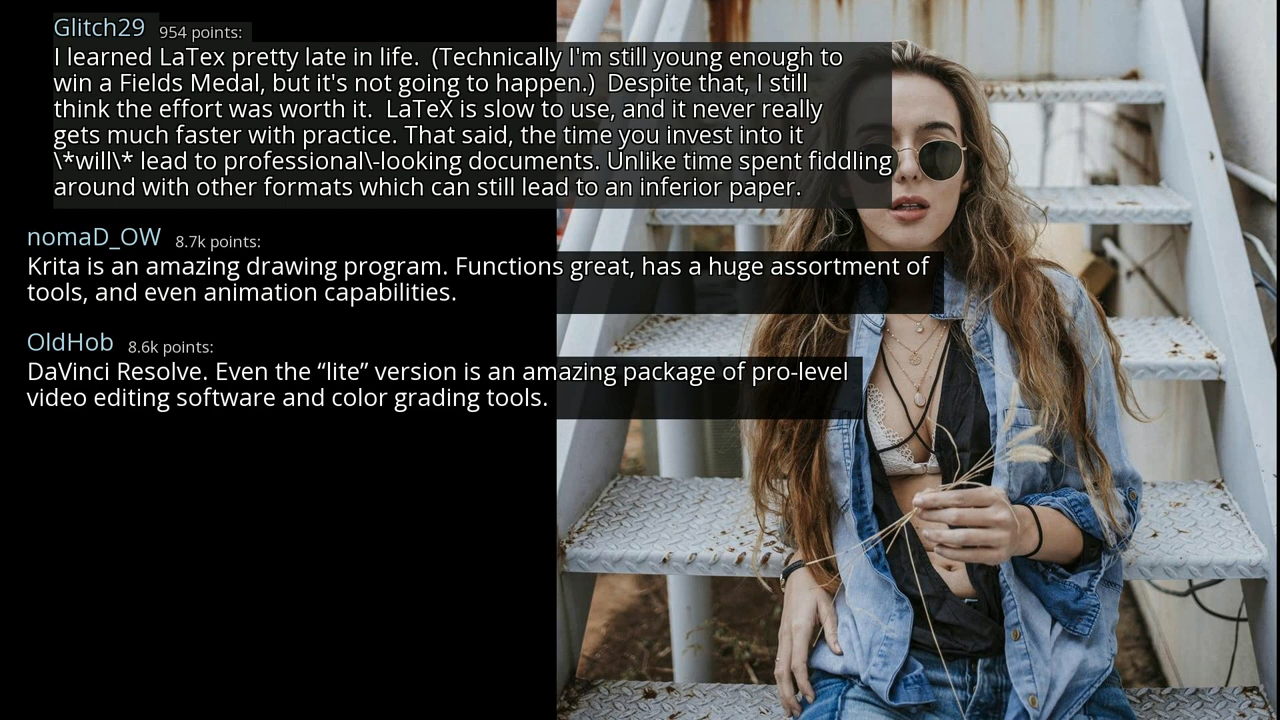 Glitch29 954 points:
I learned LaTex pretty late in life.  (Technically I'm still young enough to
win a Fields Medal, but it's not going to happen.)  Despite that, I still
think the effort was worth it.  LaTeX is slow to use, and it never really
gets much faster with practice. That said, the time you invest into it
\*will\* lead to professional\-looking documents. Unlike time spent fiddling
around with other formats which can still lead to an inferior paper.
nomaD_OW 8.7k points:
Krita is an amazing drawing program. Functions great, has a huge assortment of
tools, and even animation capabilities.
OldHob 8.6k points:
DaVinci Resolve. Even the “lite” version is an amazing package of pro-level
video editing software and color grading tools.